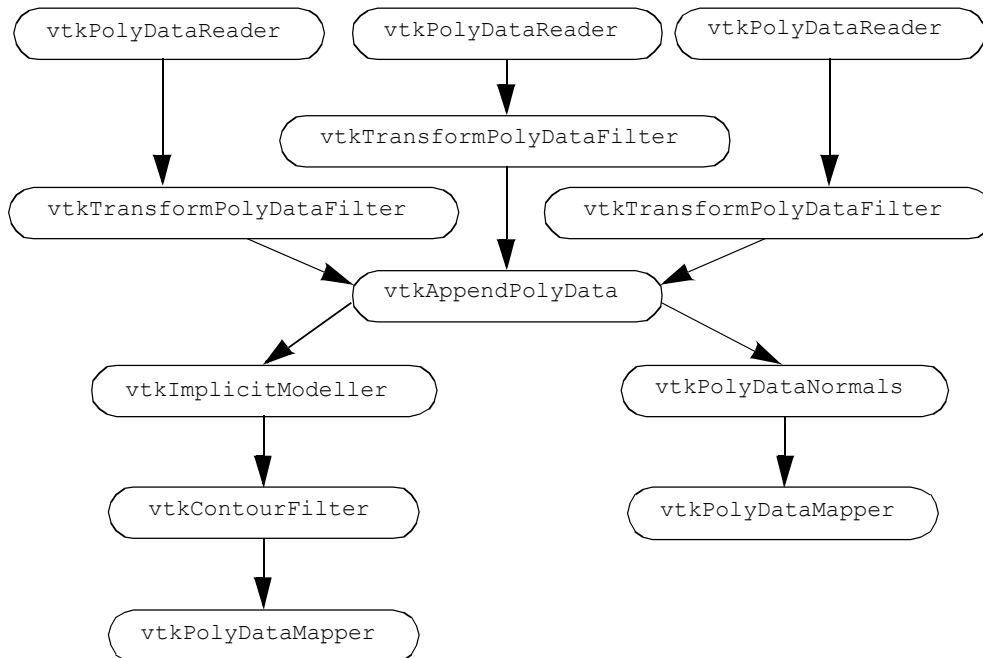 vtkPolyDataReader
vtkPolyDataReader
vtkPolyDataReader
vtkTransformPolyDataFilter
vtkTransformPolyDataFilter
vtkTransformPolyDataFilter
vtkAppendPolyData
vtkImplicitModeller
vtkPolyDataNormals
vtkContourFilter
vtkPolyDataMapper
vtkPolyDataMapper